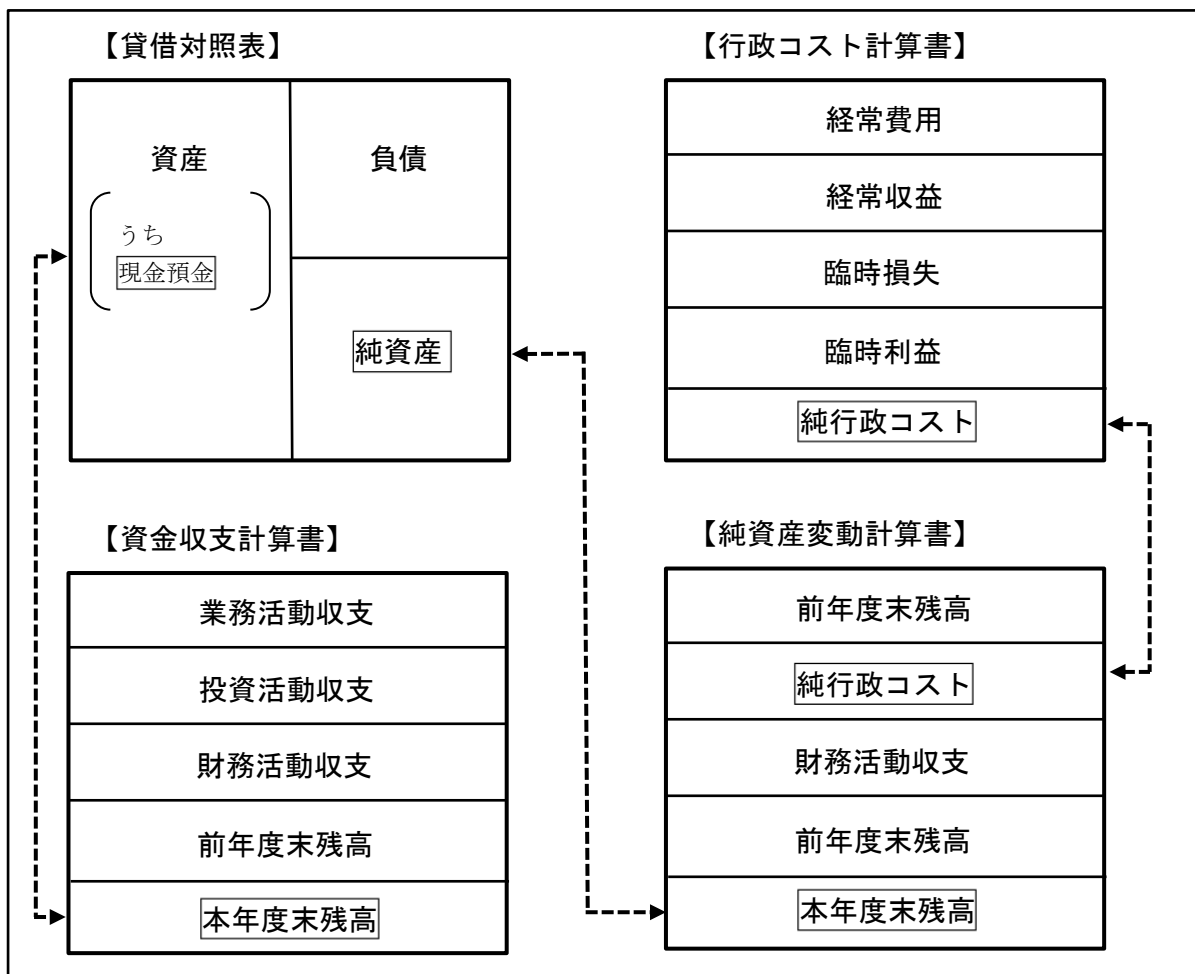 【貸借対照表】
資産
うち
現金預金
負債
純資産
【行政コスト計算書】
経常費用
経常収益
臨時損失
臨時利益
純行政コスト
【資金収支計算書】
業務活動収支
投資活動収支
財務活動収支
前年度末残高
本年度末残高
【純資産変動計算書】
前年度末残高
純行政コスト
財務活動収支
前年度末残高
本年度末残高